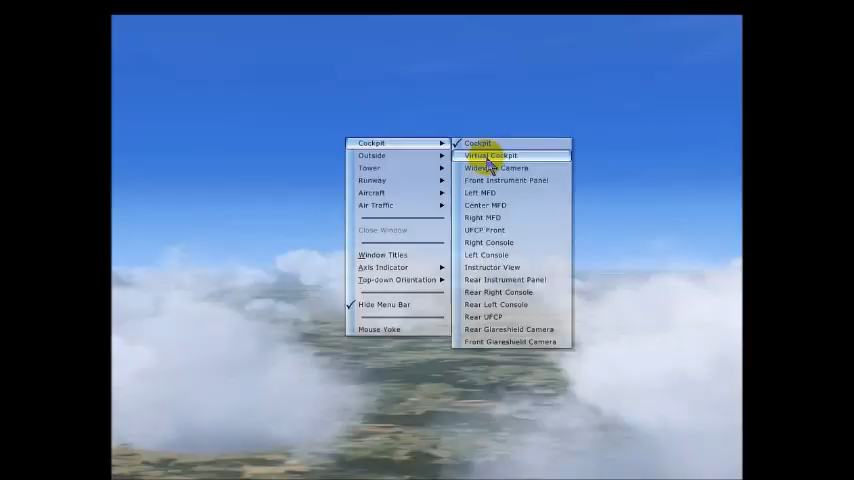 Cockpit
Outside
Tower
Runway
Aircraft
Air Traffic
Close Window
Window Titles
Axis Indicator
Top-down Orientation
Hide Menu Bar
Mouse Yoke
Cockpit
Virtual Cockpit
Camera
Front Instrument Panel
Left MFD
Center MFD
Right MFD
UFCP Front
Right Console
Left Console
Instructor View
Rear Instrument Panel
Rear Right Console
Rear Left Console
Rear UFCP
Rear Glareshield Camera
Front Glareshield Camera